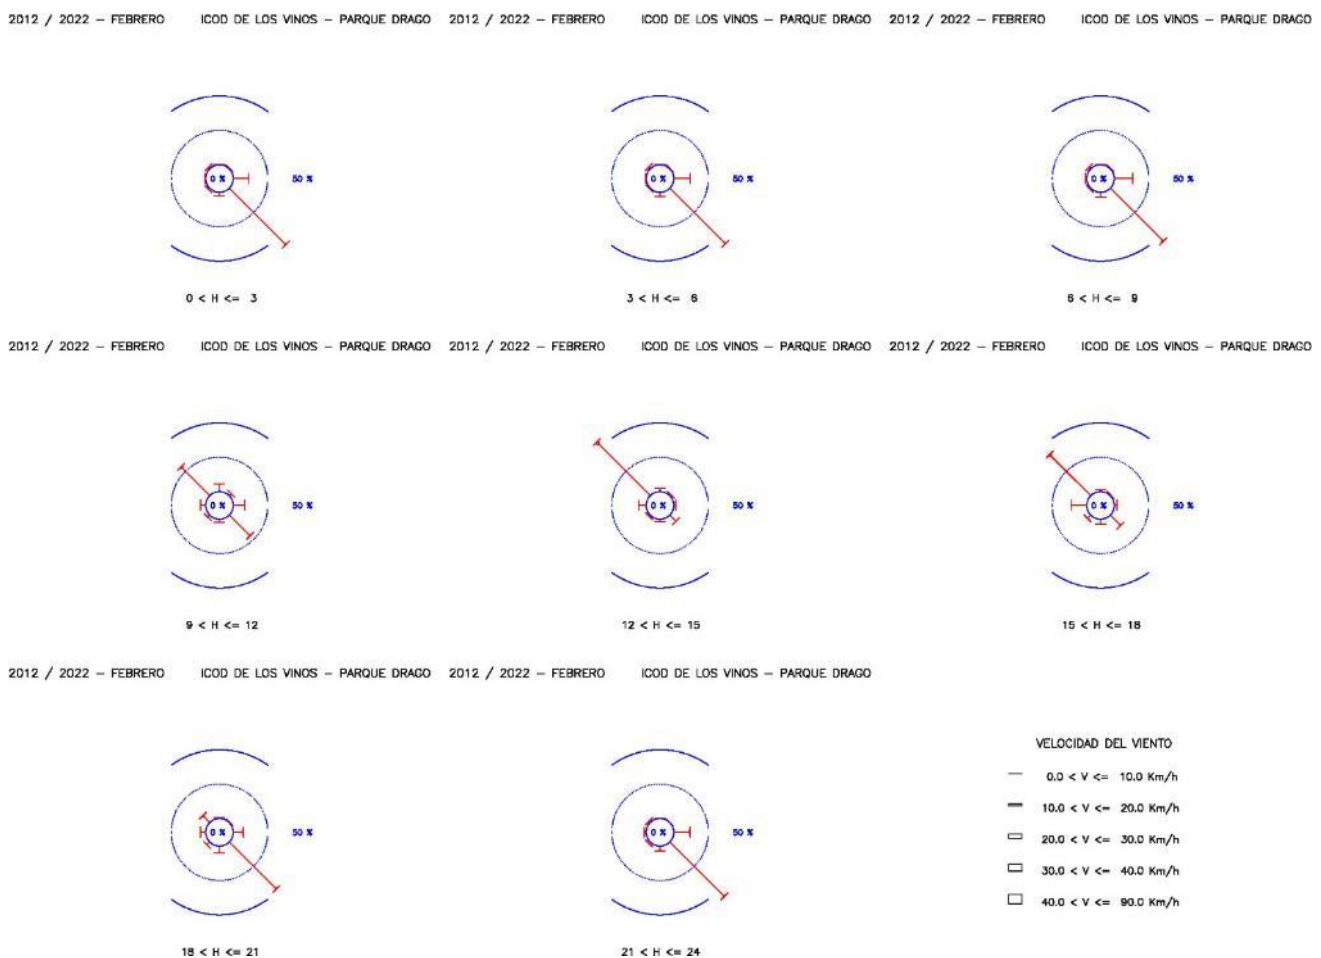 2012 / 2022 – FEBRERO ICOD DE LOS VINOS – PARQUE DRAGO 2012 / 2022 – FEBRERO ICOD DE LOS VINOS – PARQUE DRAGO 2012 / 2022 – FEBRERO ICOD DE LOS VINOS – PARQUE DRAGO
0 % 50 % 0 % 50 % 0 % 50 %
0 < H <= 3 3 < H <= 6 6 < H <= 9
2012 / 2022 – FEBRERO ICOD DE LOS VINOS – PARQUE DRAGO 2012 / 2022 – FEBRERO ICOD DE LOS VINOS – PARQUE DRAGO 2012 / 2022 – FEBRERO ICOD DE LOS VINOS – PARQUE DRAGO
0 % 50 % 0 % 50 % 0 % 50 %
9 < H <= 12 12 < H <= 15 15 < H <= 18
2012 / 2022 – FEBRERO ICOD DE LOS VINOS – PARQUE DRAGO 2012 / 2022 – FEBRERO ICOD DE LOS VINOS – PARQUE DRAGO
0 % 50 % 0 % 50 %
18 < H <= 21 21 < H <= 24
VELOCIDAD DEL VIENTO
0.0 < V <= 10.0 Km/h
10.0 < V <= 20.0 Km/h
20.0 < V <= 30.0 Km/h
30.0 < V <= 40.0 Km/h
40.0 < V <= 90.0 Km/h